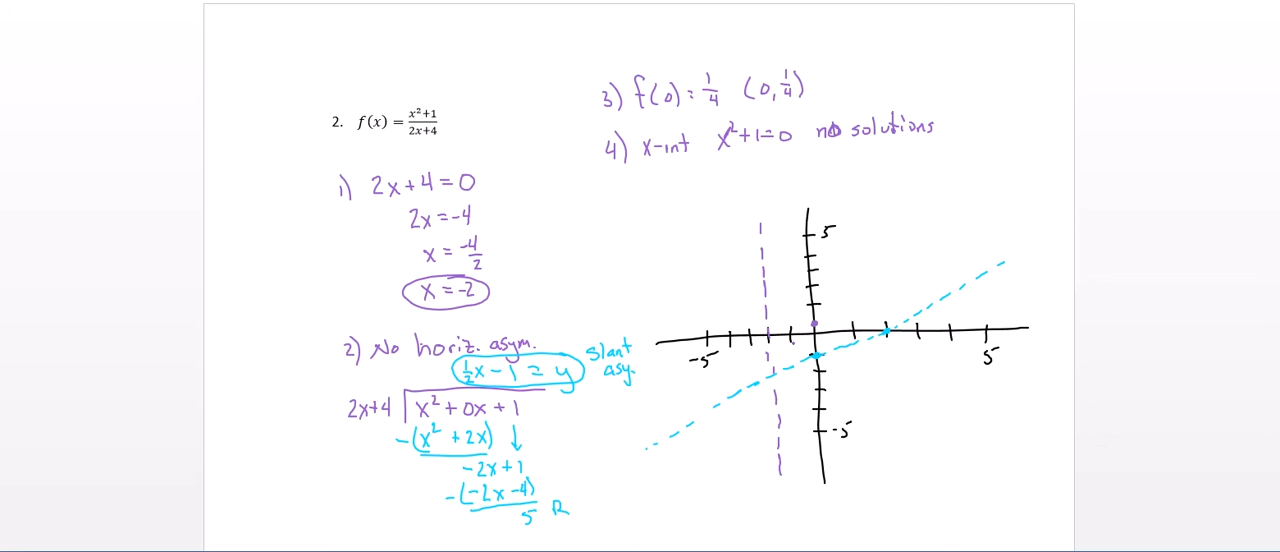 2. f(x) = x²+1 / 2x+4
1) 2x + 4 = 0
2x = -4
x = -4/2
x = -2
2) No horiz. asym.
½x - 1 = y slant asy.
2x+4 ⟌ x² + 0x + 1
-(x² + 2x) ↓
-2x + 1
-(-2x - 4)
5 R
3) f(0) = 1/4 (0, 1/4)
4) x-int x²+1=0 no solutions
5
-5
5
-5